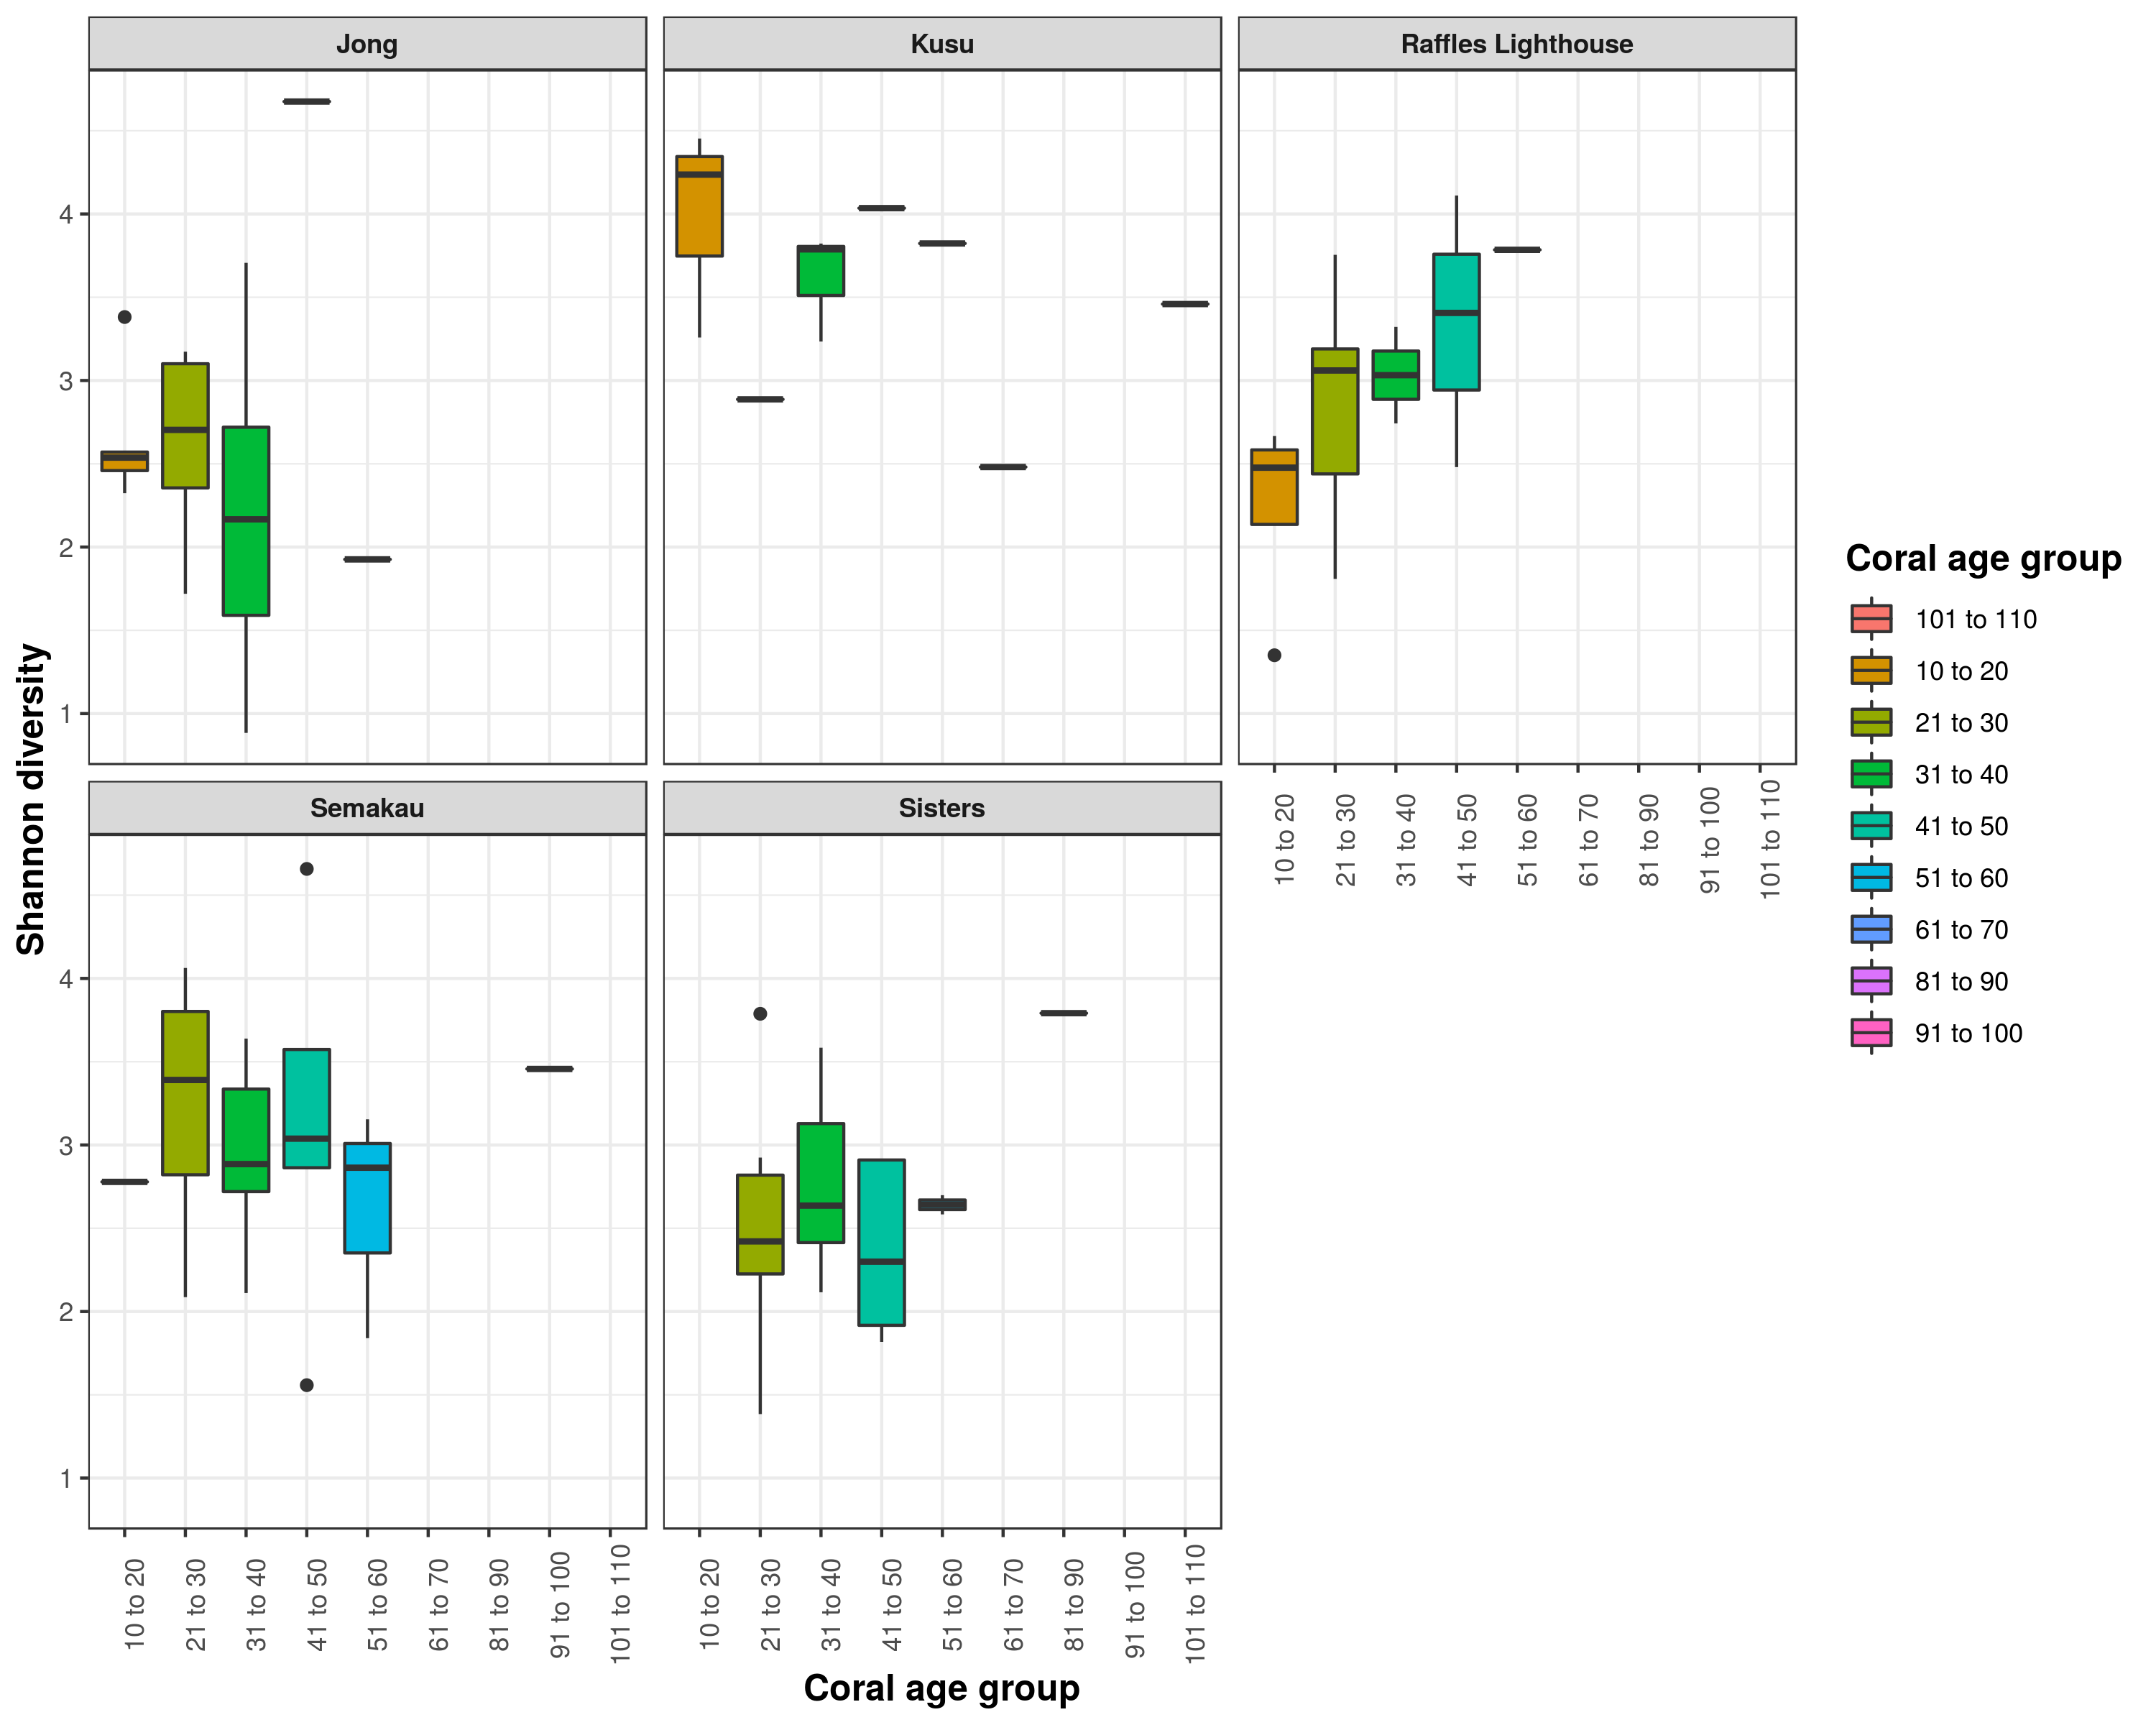 Jong
Kusu
Raffles Lighthouse
4
3
2
1
Shannon diversity
Semakau
Sisters
10 to 20
21 to 30
31 to 40
41 to 50
51 to 60
61 to 70
81 to 90
91 to 100
101 to 110
4
3
2
1
10 to 20
21 to 30
31 to 40
41 to 50
51 to 60
61 to 70
81 to 90
91 to 100
101 to 110
10 to 20
21 to 30
31 to 40
41 to 50
51 to 60
61 to 70
81 to 90
91 to 100
101 to 110
Coral age group
Coral age group
101 to 110
10 to 20
21 to 30
31 to 40
41 to 50
51 to 60
61 to 70
81 to 90
91 to 100